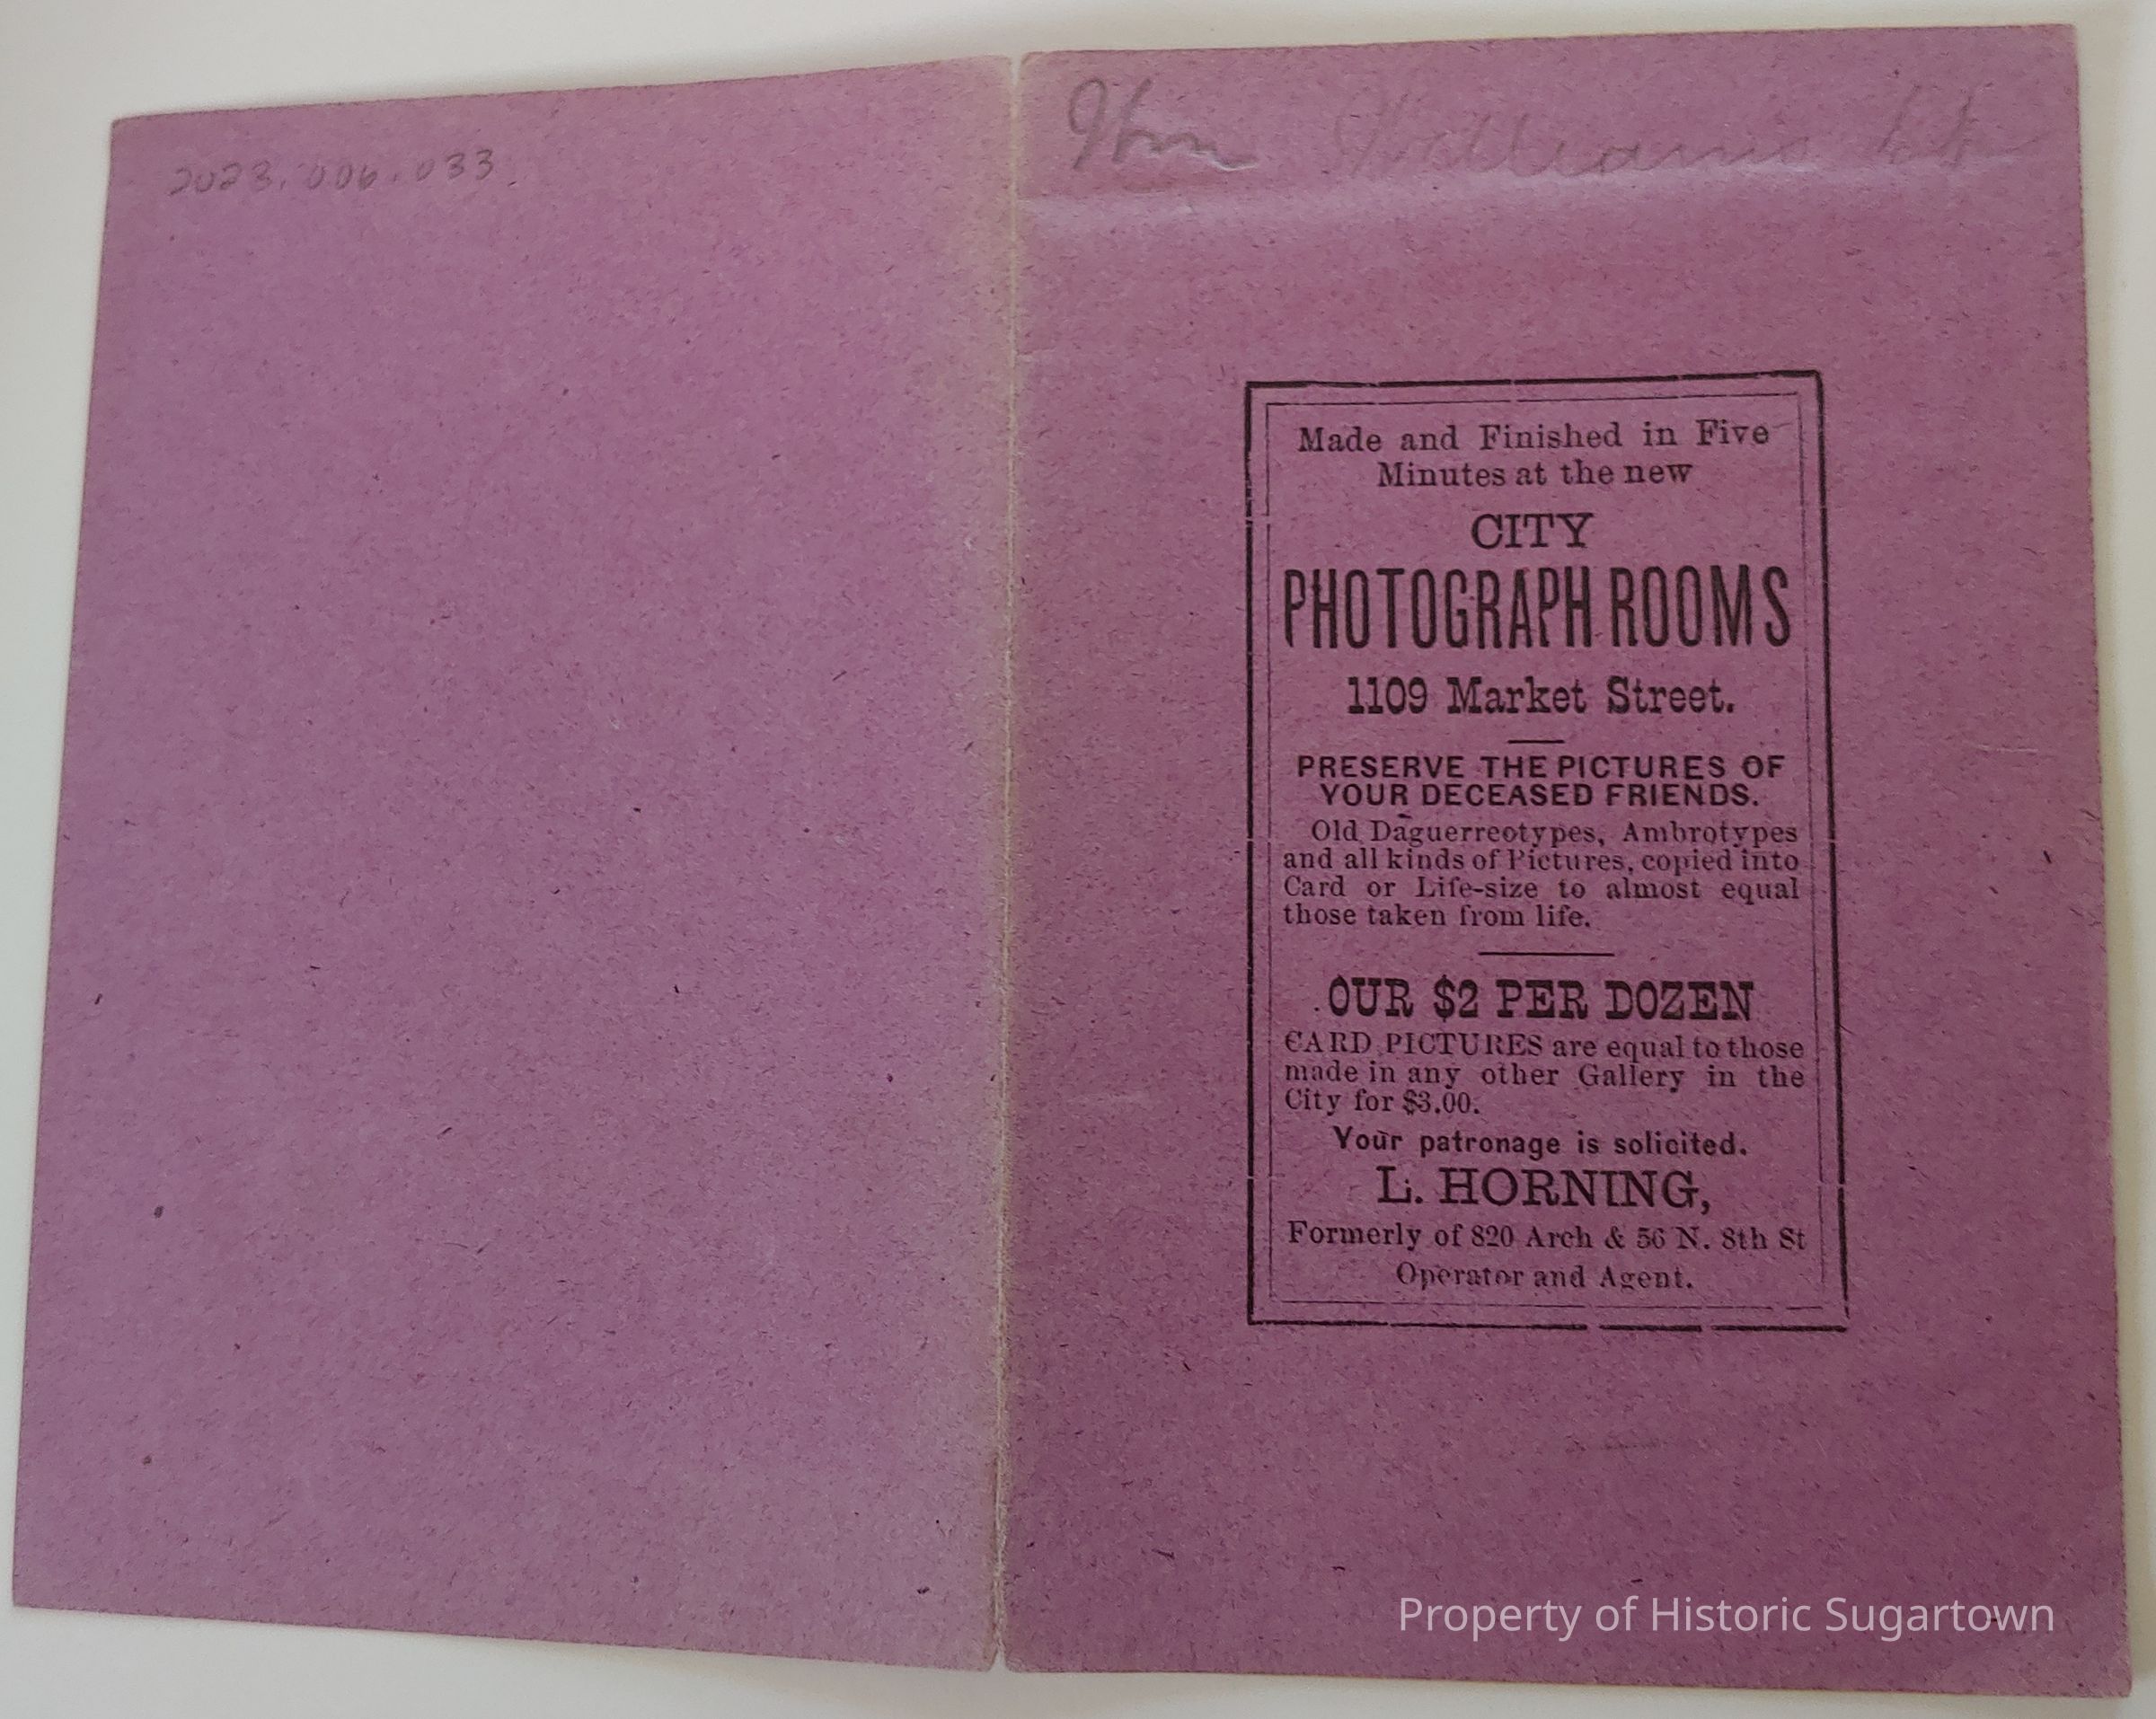 2023.006.033
Wm Williams
Made and Finished in Five
Minutes at the new
CITY
PHOTOGRAPH ROOMS
1109 Market Street.
PRESERVE THE PICTURES OF
YOUR DECEASED FRIENDS.
Old Daguerreotypes, Ambrotypes
and all kinds of Pictures, copied into
Card or Life-size to almost equal
those taken from life.
OUR $2 PER DOZEN
CARD PICTURES are equal to those
made in any other Gallery in the
City for $3.00.
Your patronage is solicited.
L. HORNING,
Formerly of 820 Arch & 56 N. 8th St
Operator and Agent.
Property of Historic Sugartown